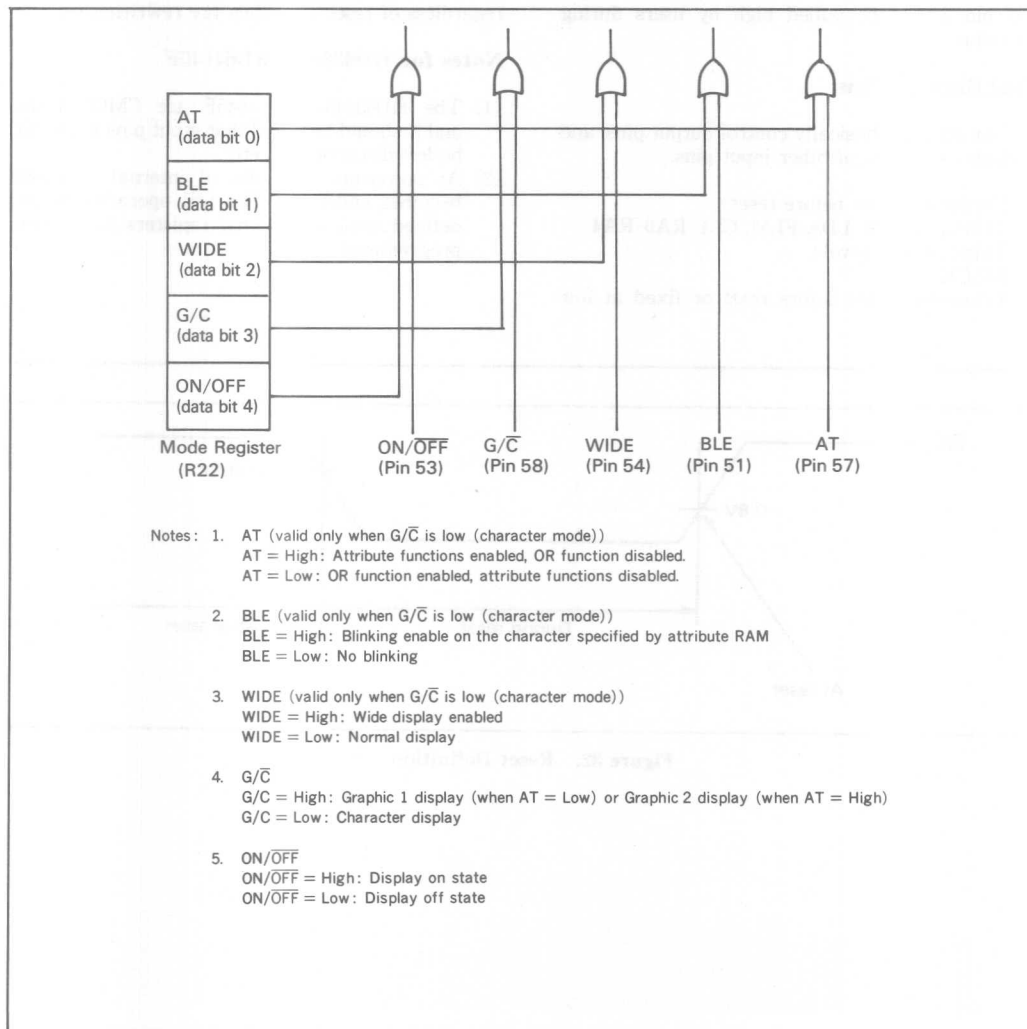 AT
(data bit 0)
BLE
(data bit 1)
WIDE
(data bit 2)
G/C
(data bit 3)
ON/OFF
(data bit 4)
Mode Register
(R22)
ON/O̅F̅F̅
(Pin 53)
G/C̅
(Pin 58)
WIDE
(Pin 54)
BLE
(Pin 51)
AT
(Pin 57)
Notes: 1. AT (valid only when G/C̅ is low (character mode))
AT = High: Attribute functions enabled, OR function disabled.
AT = Low: OR function enabled, attribute functions disabled.
2. BLE (valid only when G/C̅ is low (character mode))
BLE = High: Blinking enable on the character specified by attribute RAM
BLE = Low: No blinking
3. WIDE (valid only when G/C̅ is low (character mode))
WIDE = High: Wide display enabled
WIDE = Low: Normal display
4. G/C̅
G/C = High: Graphic 1 display (when AT = Low) or Graphic 2 display (when AT = High)
G/C = Low: Character display
5. ON/O̅F̅F̅
ON/O̅F̅F̅ = High: Display on state
ON/O̅F̅F̅ = Low: Display off state